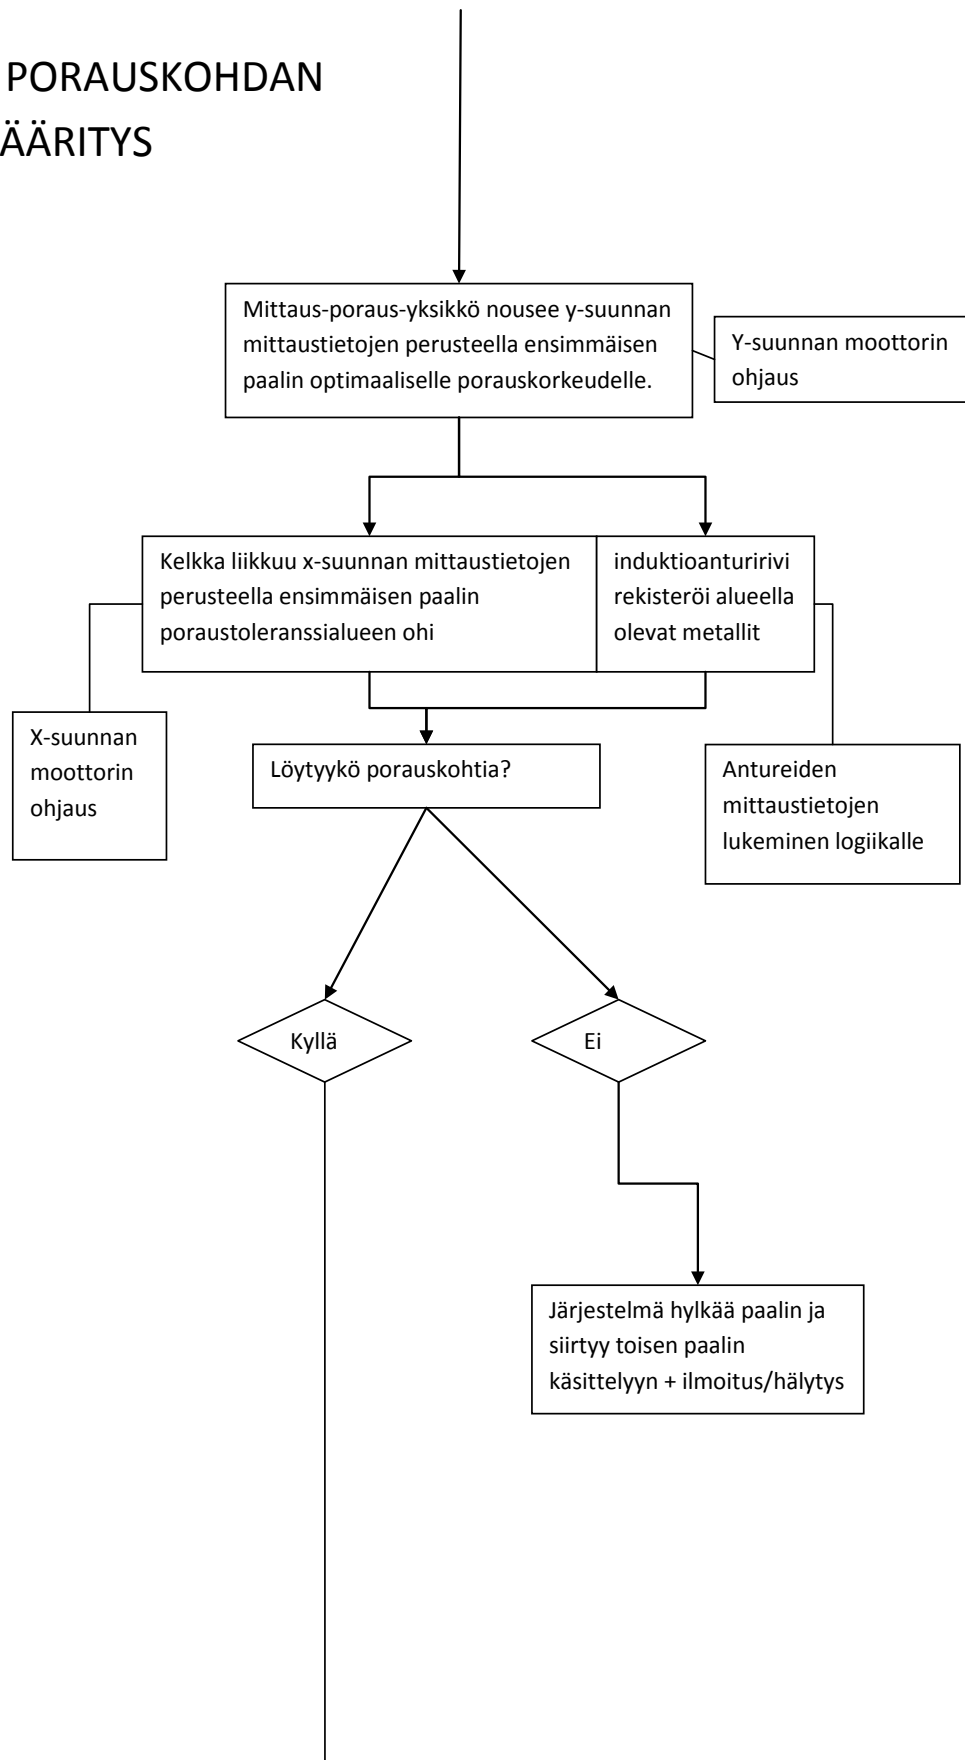 PORAUSKOHDAN
ÄÄRITYS
Mittaus-poraus-yksikkö nousee y-suunnan
mittaustietojen perusteella ensimmäisen
paalin optimaaliselle porauskorkeudelle.
Y-suunnan moottorin
ohjaus
Kelkka liikkuu x-suunnan mittaustietojen
perusteella ensimmäisen paalin
poraustoleranssialueen ohi
induktioanturirivi
rekisteröi alueella
olevat metallit
X-suunnan
moottorin
ohjaus
Löytyykö porauskohtia?
Antureiden
mittaustietojen
lukeminen logiikalle
Kyllä
Ei
Järjestelmä hylkää paalin ja
siirtyy toisen paalin
käsittelyyn + ilmoitus/hälytys